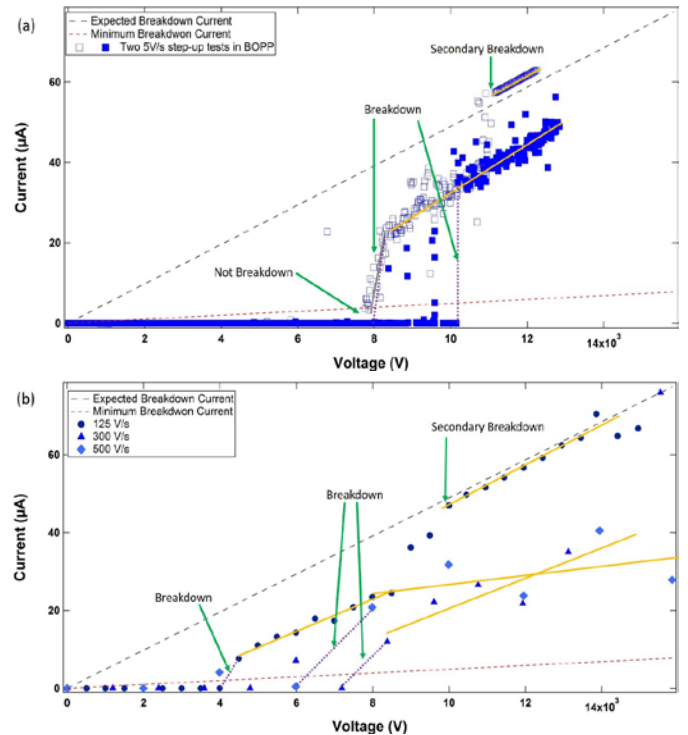 (a)
Expected Breakdown Current
Minimum Breakdwon Current
Two 5V/s step-up tests in BOPP
Secondary Breakdown
Breakdown
Not Breakdown
Current (μA)
60
40
20
0
0 2 4 6 8 10 12 14x10³
Voltage (V)
(b)
Expected Breakdown Current
Minimum Breakdwon Current
125 V/s
300 V/s
500 V/s
Secondary Breakdown
Breakdown
Breakdown
Current (μA)
60
40
20
0
0 2 4 6 8 10 12 14x10³
Voltage (V)